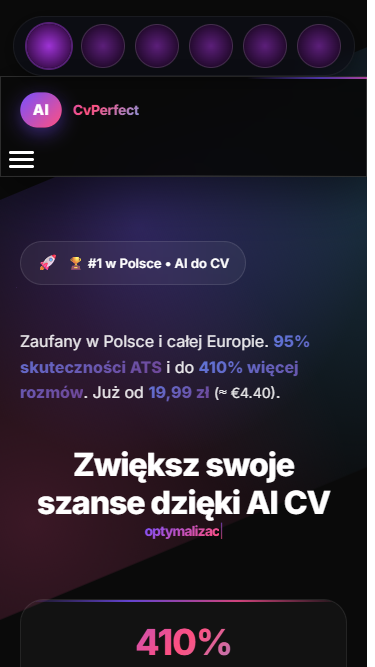 AI CvPerfect
🚀 🏆 #1 w Polsce • AI do CV
Zaufany w Polsce i całej Europie. 95%
skuteczności ATS i do 410% więcej
rozmów. Już od 19,99 zł (≈ €4.40).
Zwiększ swoje
szanse dzięki AI CV
optymalizac
410%